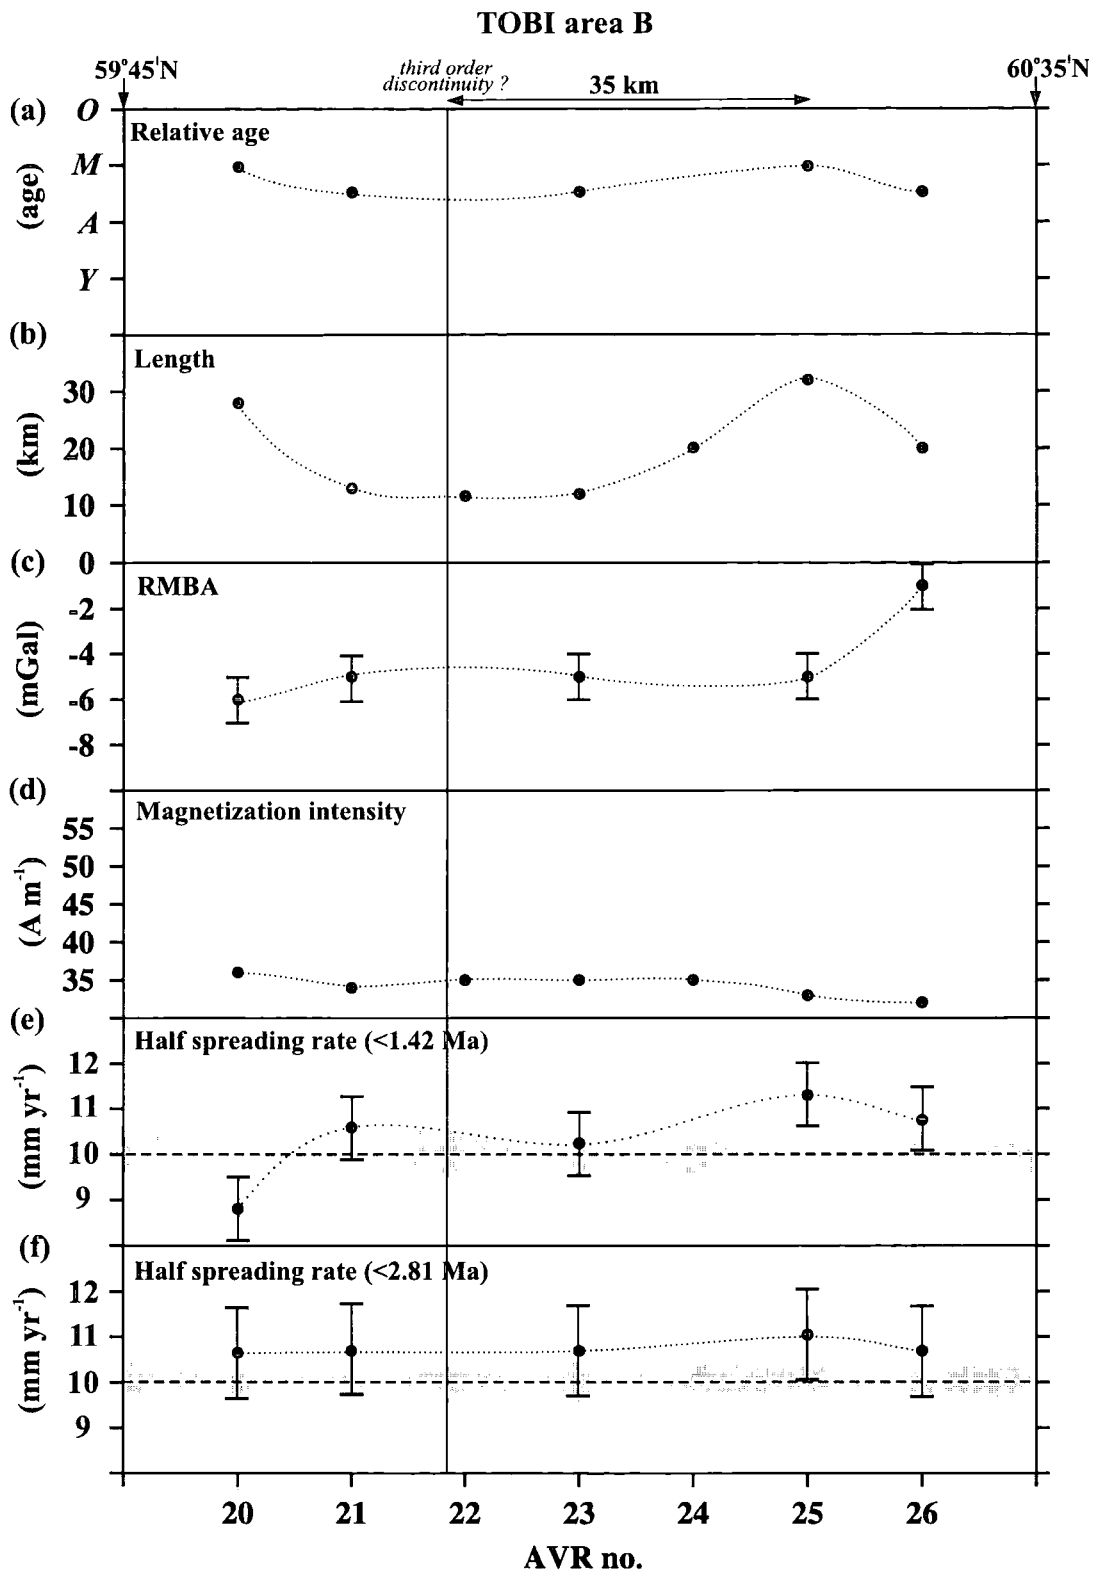 TOBI area B
59°45'N
third order
discontinuity ?
35 km
60°35'N
(a)
O
Relative age
M
(age)
A
Y
(b)
Length
30
(km)
20
10
(c)
0
RMBA
-2
(mGal)
-4
-6
-8
(d)
Magnetization intensity
55
50
(A m-1)
45
40
35
(e)
Half spreading rate (<1.42 Ma)
12
(mm yr-1)
11
10
9
(f)
Half spreading rate (<2.81 Ma)
12
(mm yr-1)
11
10
9
20 21 22 23 24 25 26
AVR no.